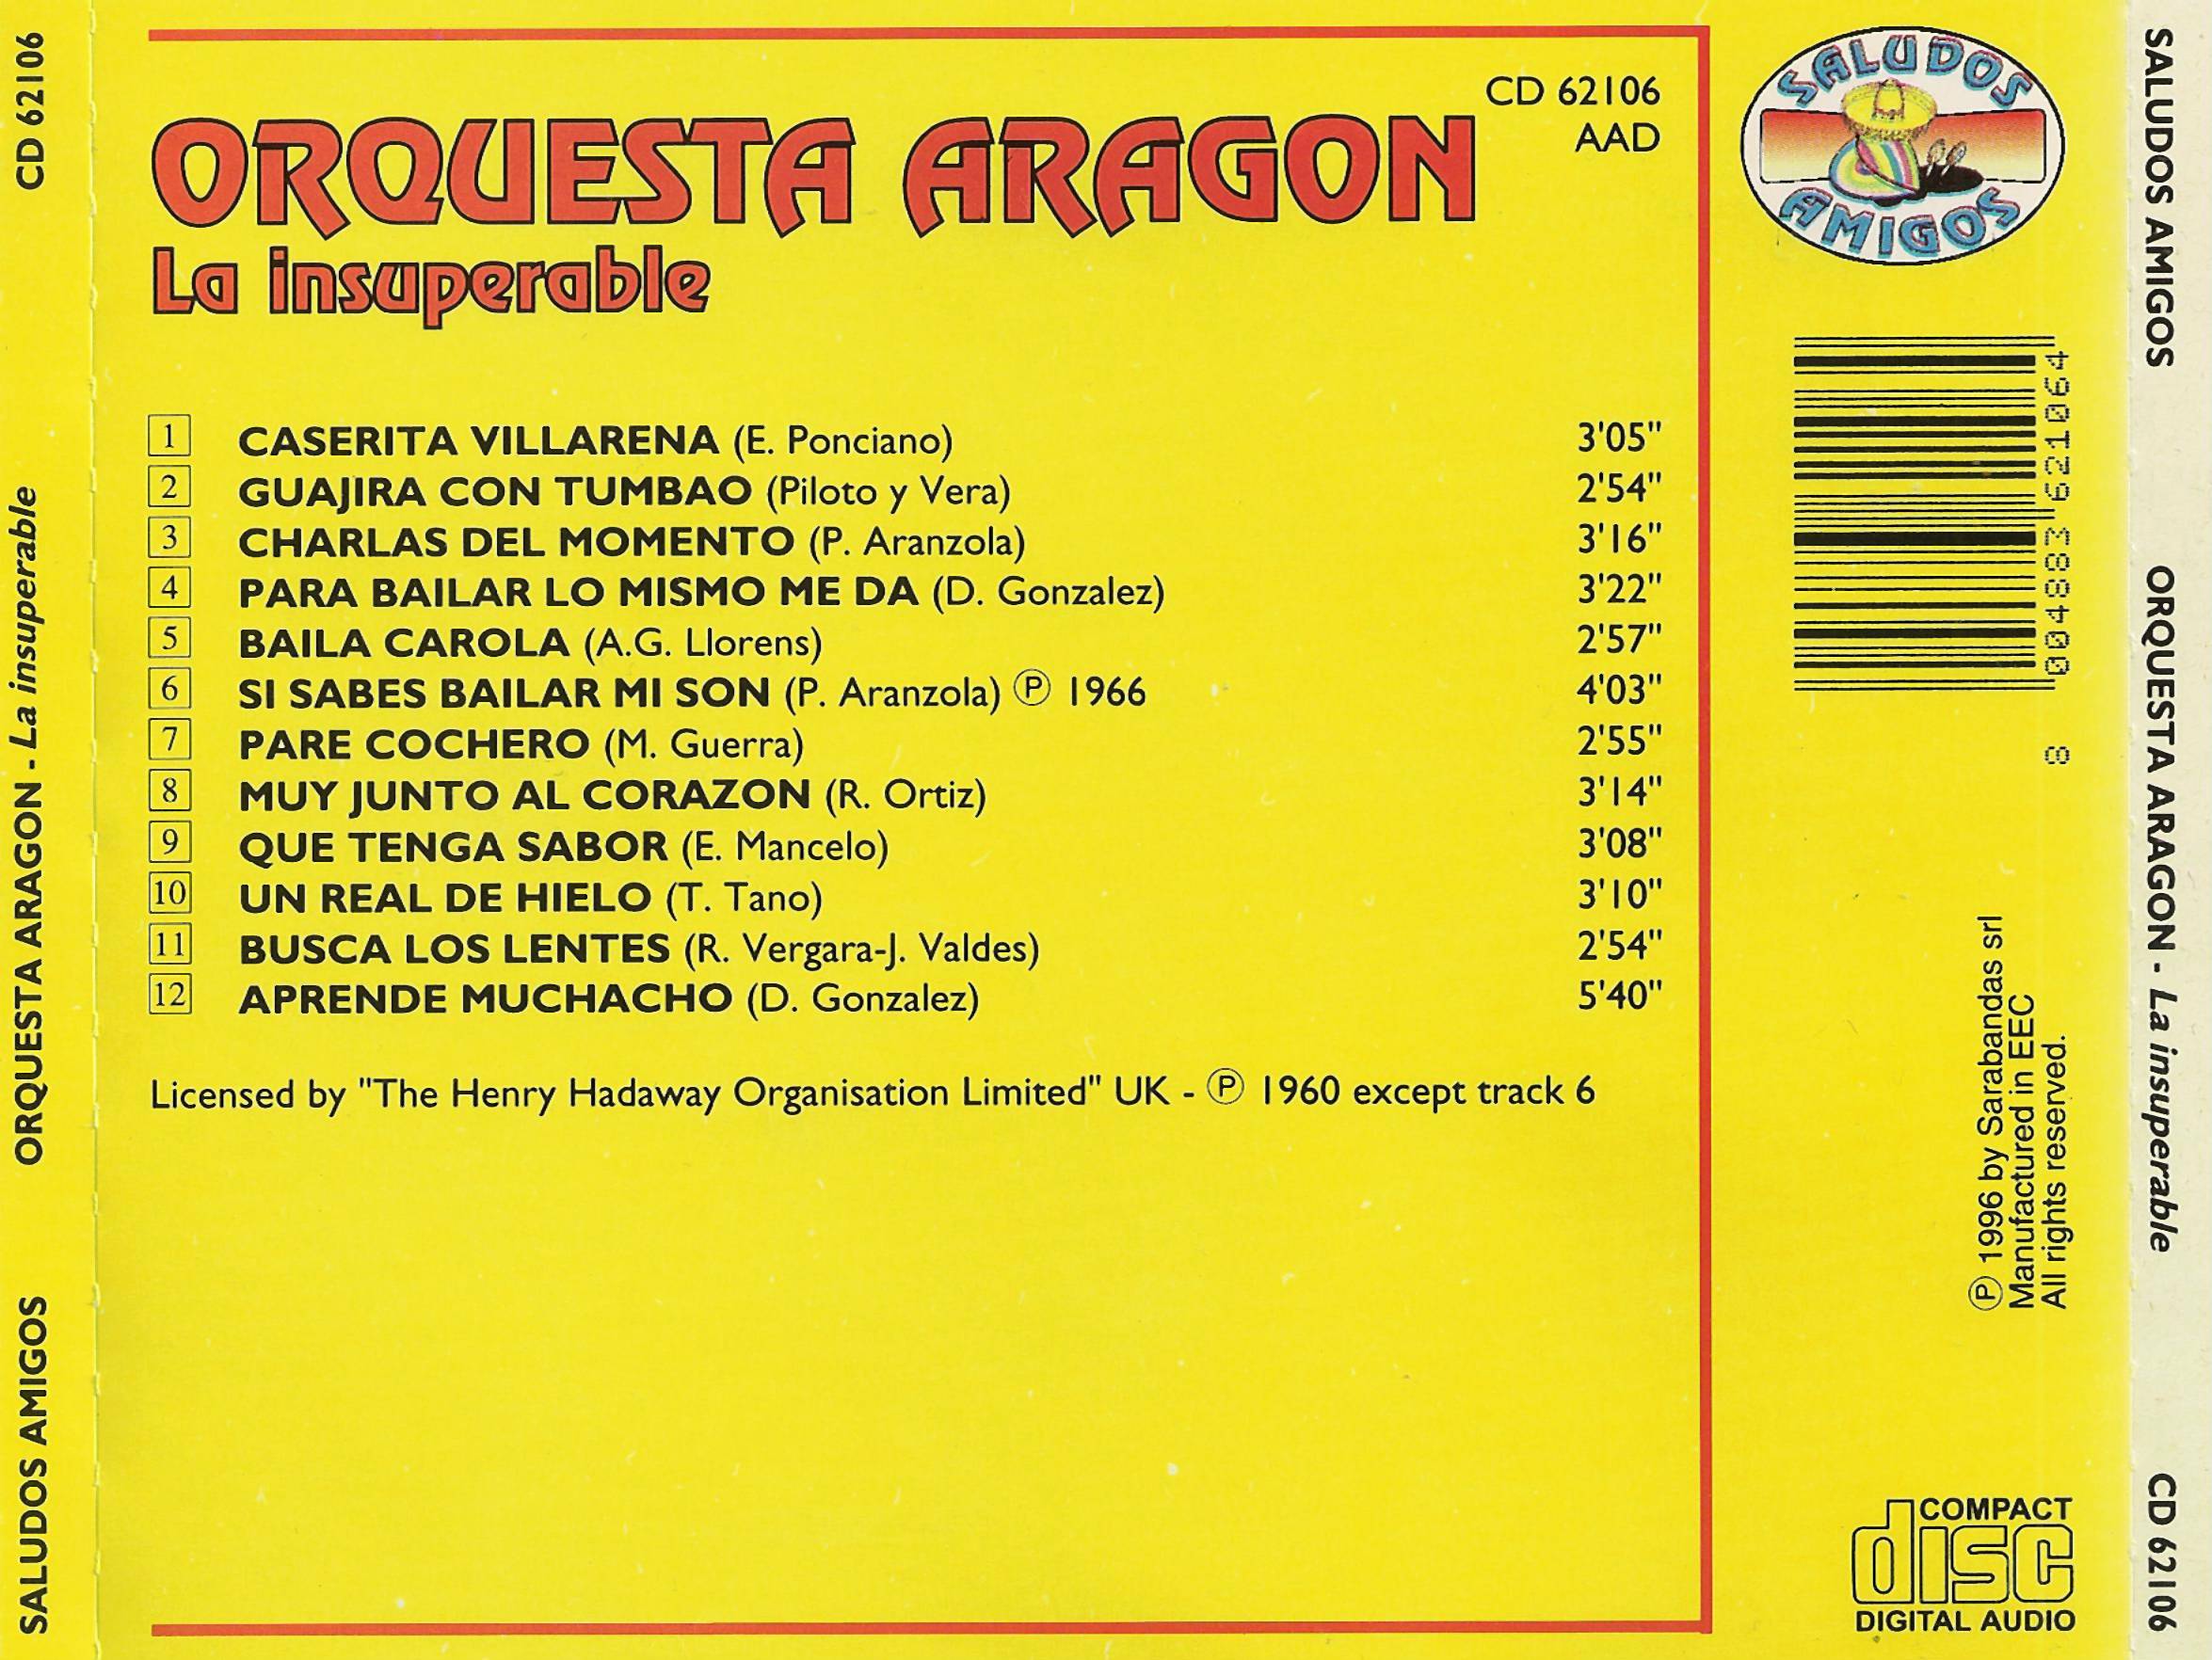 CD 62106
ORQUESTA ARAGON - La insuperable
SALUDOS AMIGOS
CD 62106
AAD
ORQUESTA ARAGON
La insuperable
1 CASERITA VILLARENA (E. Ponciano) 3'05"
2 GUAJIRA CON TUMBAO (Piloto y Vera) 2'54"
3 CHARLAS DEL MOMENTO (P. Aranzola) 3'16"
4 PARA BAILAR LO MISMO ME DA (D. Gonzalez) 3'22"
5 BAILA CAROLA (A.G. Llorens) 2'57"
6 SI SABES BAILAR MI SON (P. Aranzola) Ⓟ 1966 4'03"
7 PARE COCHERO (M. Guerra) 2'55"
8 MUY JUNTO AL CORAZON (R. Ortiz) 3'14"
9 QUE TENGA SABOR (E. Mancelo) 3'08"
10 UN REAL DE HIELO (T. Tano) 3'10"
11 BUSCA LOS LENTES (R. Vergara-J. Valdes) 2'54"
12 APRENDE MUCHACHO (D. Gonzalez) 5'40"
Licensed by "The Henry Hadaway Organisation Limited" UK - Ⓟ 1960 except track 6
SALUDOS
AMIGOS
8 004883 621064
Ⓟ 1996 by Sarabandas srl
Manufactured in EEC
All rights reserved.
COMPACT
disc
DIGITAL AUDIO
SALUDOS AMIGOS
ORQUESTA ARAGON - La insuperable
CD 62106